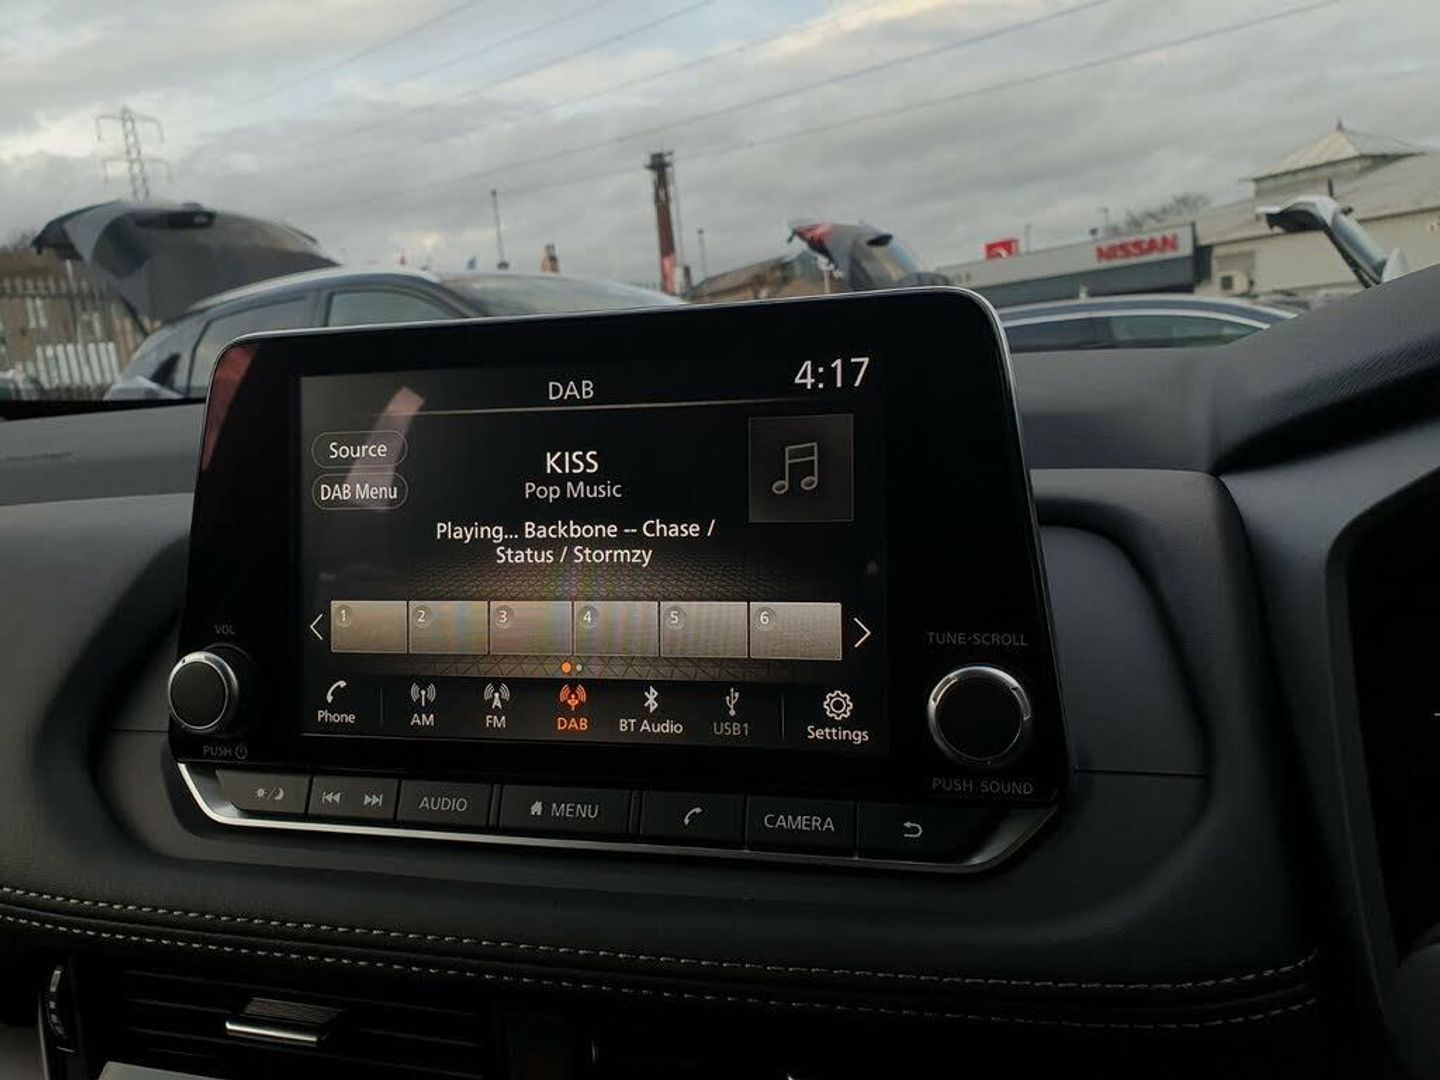 NISSAN
DAB
4:17
Source
KISS
DAB Menu
Pop Music
Playing... Backbone -- Chase /
Status / Stormzy
1 2 3 4 5 6
VOL
TUNE·SCROLL
Phone
AM
FM
DAB
BT Audio
USB1
Settings
PUSH
PUSH SOUND
AUDIO
MENU
CAMERA